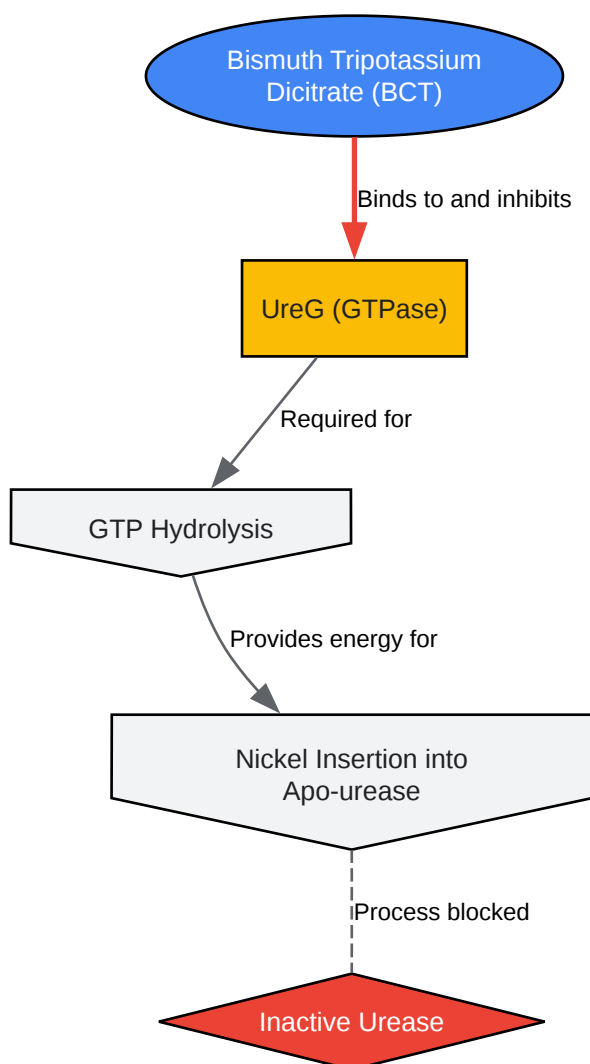 Bismuth Tripotassium
Dicitrate (BCT)
Binds to and inhibits
UreG (GTPase)
Required for
GTP Hydrolysis
Provides energy for
Nickel Insertion into
Apo-urease
Process blocked
Inactive Urease